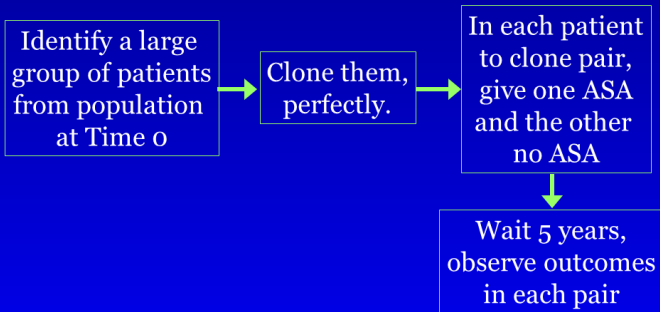 Identify a large
group of patients
from population
at Time 0
Clone them,
perfectly.
In each patient
to clone pair,
give one ASA
and the other
no ASA
Wait 5 years,
observe outcomes
in each pair